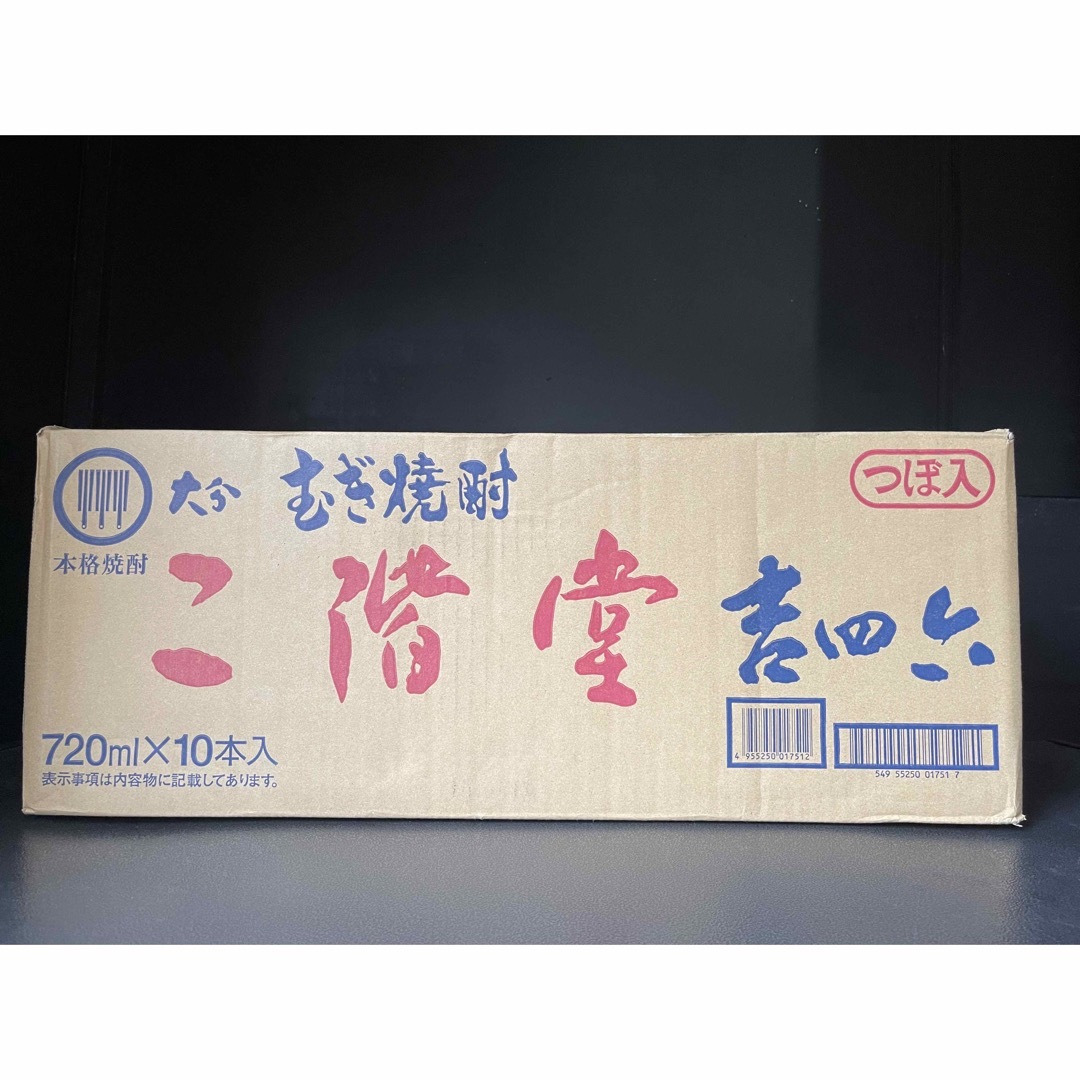 大分 むぎ焼酎
つぼ入
本格焼酎
二階堂 吉四六
720ml×10本入
表示事項は内容物に記載してあります。
4 955250 017512
549 55250 01751 7